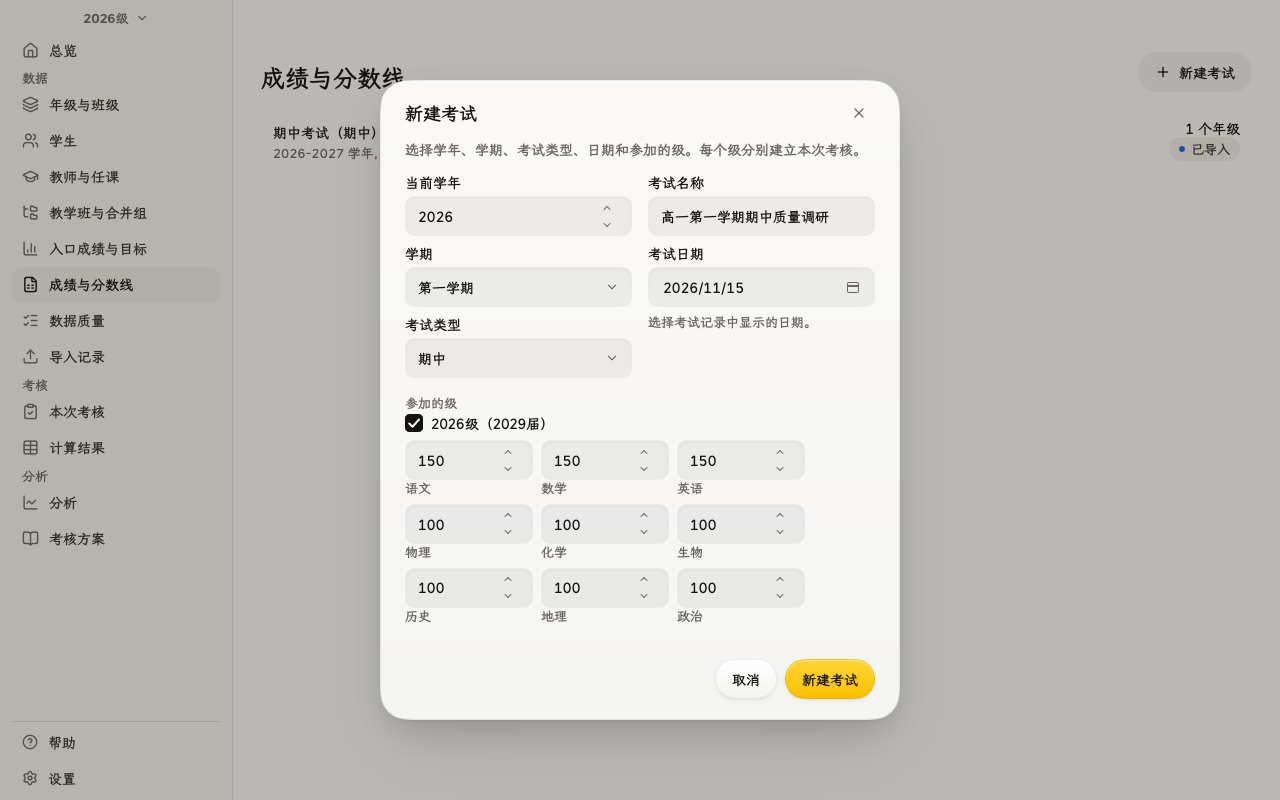 2026级
总览
数据
年级与班级
学生
教师与任课
教学班与合并组
入口成绩与目标
成绩与分数线
数据质量
导入记录
考核
本次考核
计算结果
分析
分析
考核方案
帮助
设置
成绩与分数线
新建考试
期中考试（期中）
2026-2027 学年,
1 个年级
已导入
新建考试
选择学年、学期、考试类型、日期和参加的级。每个级分别建立本次考核。
当前学年
考试名称
2026
高一第一学期期中质量调研
学期
考试日期
第一学期
2026/11/15
考试类型
选择考试记录中显示的日期。
期中
参加的级
2026级（2029届）
150
150
150
语文
数学
英语
100
100
100
物理
化学
生物
100
100
100
历史
地理
政治
取消
新建考试